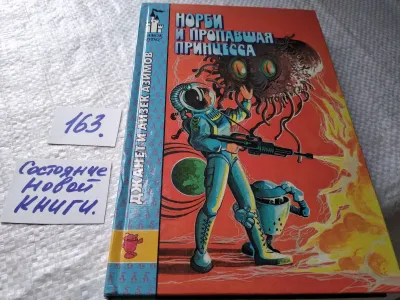 163.
Состояние
новой
книги.
НОРБИ
И ПРОПАВШАЯ
ПРИНЦЕССА
ДЖАНЕТ И АЙЗЕК АЗИМОВ